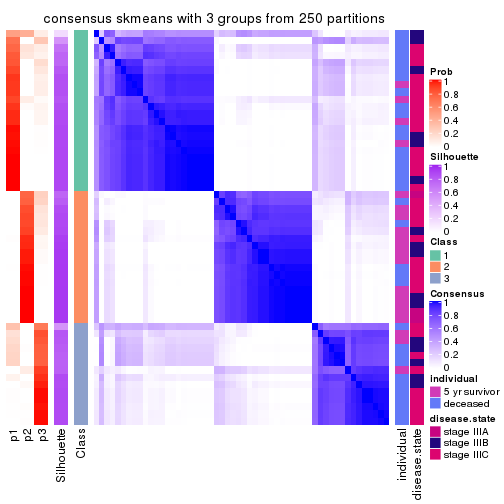 consensus skmeans with 3 groups from 250 partitions
Prob
1
0.8
0.6
0.4
0.2
0
Silhouette
1
0.8
0.6
0.4
0.2
0
Class
1
2
3
Consensus
1
0.8
0.6
0.4
0.2
0
individual
5 yr survivor
deceased
disease.state
stage IIIA
stage IIIB
stage IIIC
p1
p2
p3
Silhouette
Class
individual
disease.state